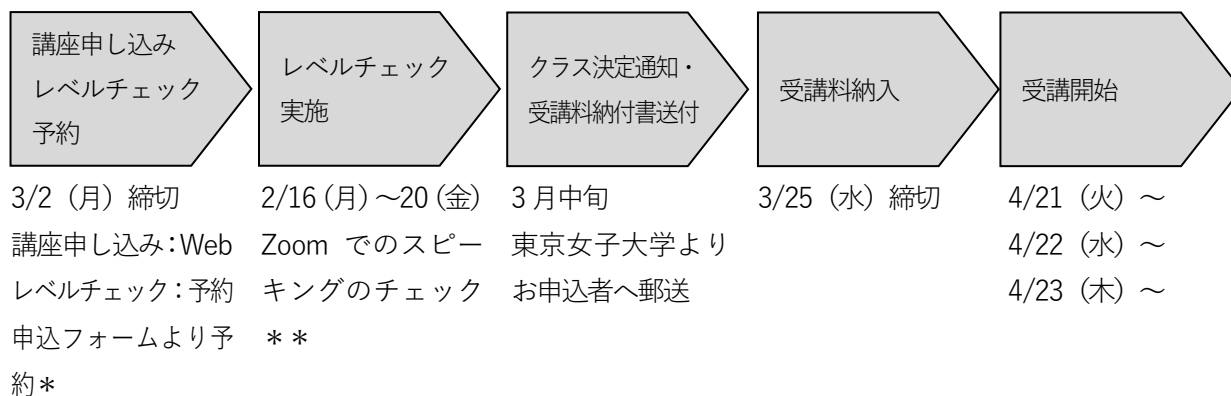 講座申し込み
レベルチェック
予約
レベルチェック
実施
クラス決定通知・
受講料納付書送付
受講料納入
受講開始
3/2（月）締切
講座申し込み：Web
レベルチェック：予約
申込フォームより予
約＊
2/16（月）～20（金）
Zoom でのスピー
キングのチェック
＊＊
3月中旬
東京女子大学より
お申込者へ郵送
3/25（水）締切
4/21（火）～
4/22（水）～
4/23（木）～